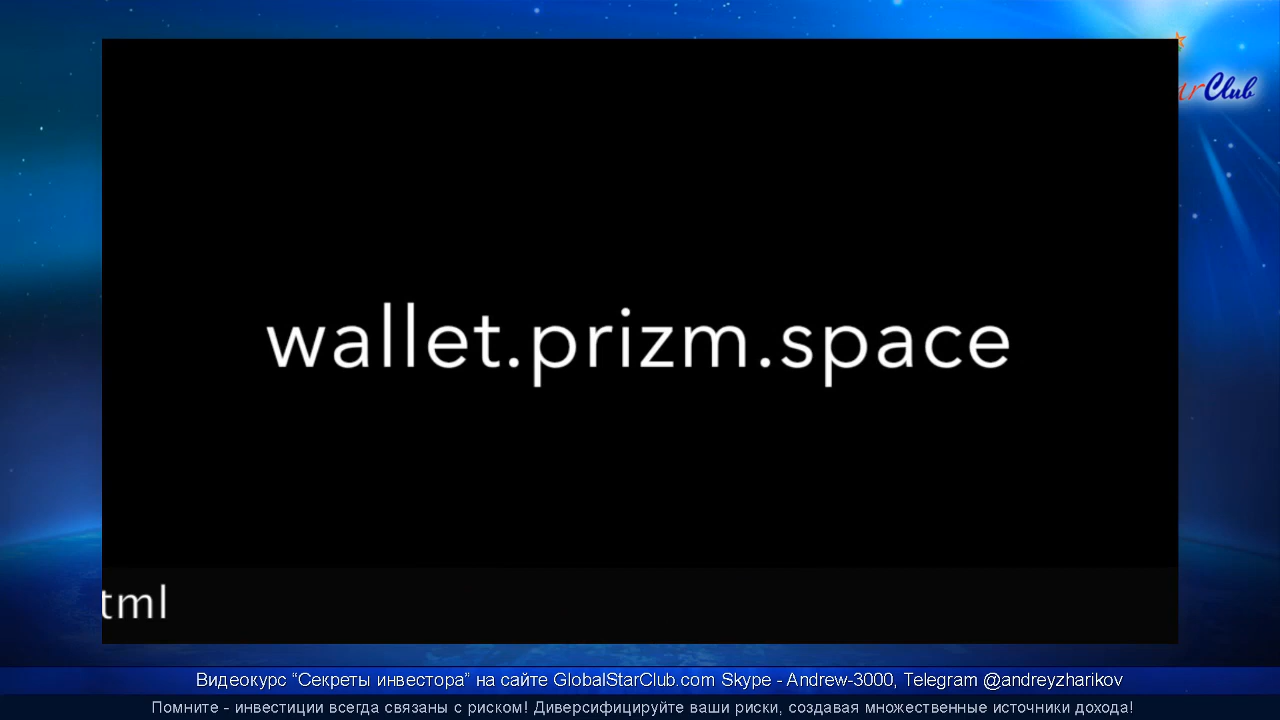 Club
wallet.prizm.space
tml
Видеокурс “Секреты инвестора” на сайте GlobalStarClub.com Skype - Andrew-3000, Telegram @andreyzharikov
Помните - инвестиции всегда связаны с риском! Диверсифицируйте ваши риски, создавая множественные источники дохода!